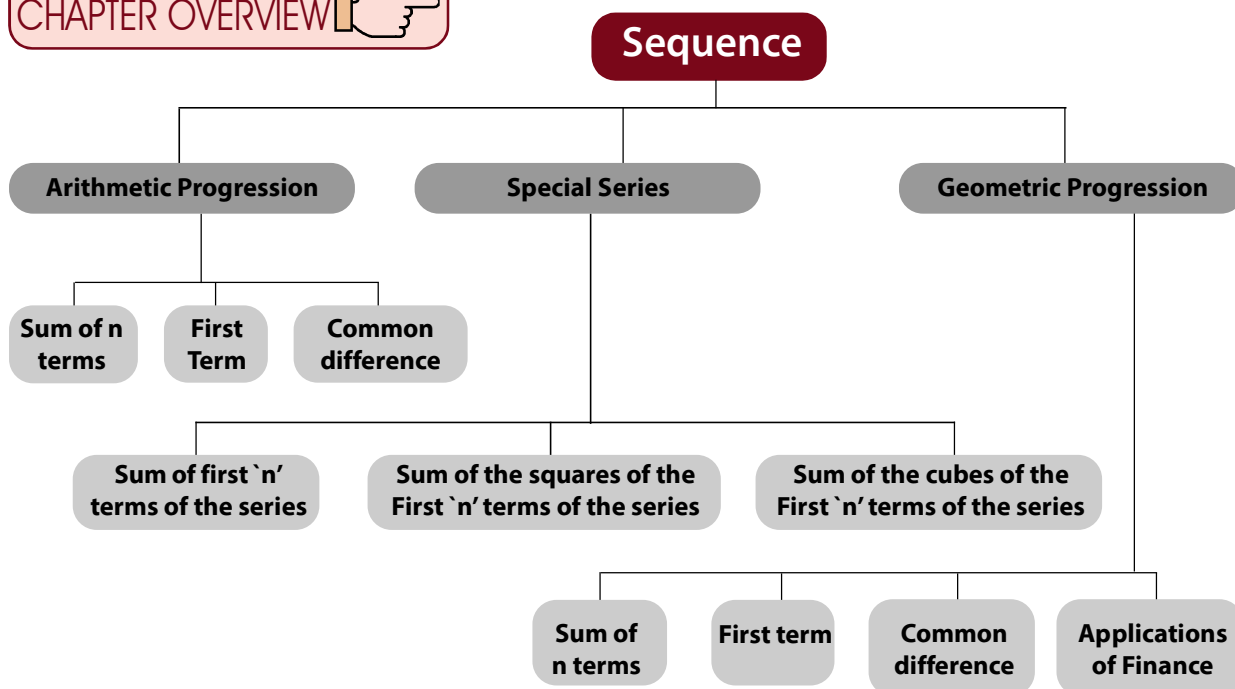 CHAPTER OVERVIEW
Sequence
Arithmetic Progression
Special Series
Geometric Progression
Sum of n
terms
First
Term
Common
difference
Sum of first `n’
terms of the series
Sum of the squares of the
First `n’ terms of the series
Sum of the cubes of the
First `n’ terms of the series
Sum of
n terms
First term
Common
difference
Applications
of Finance